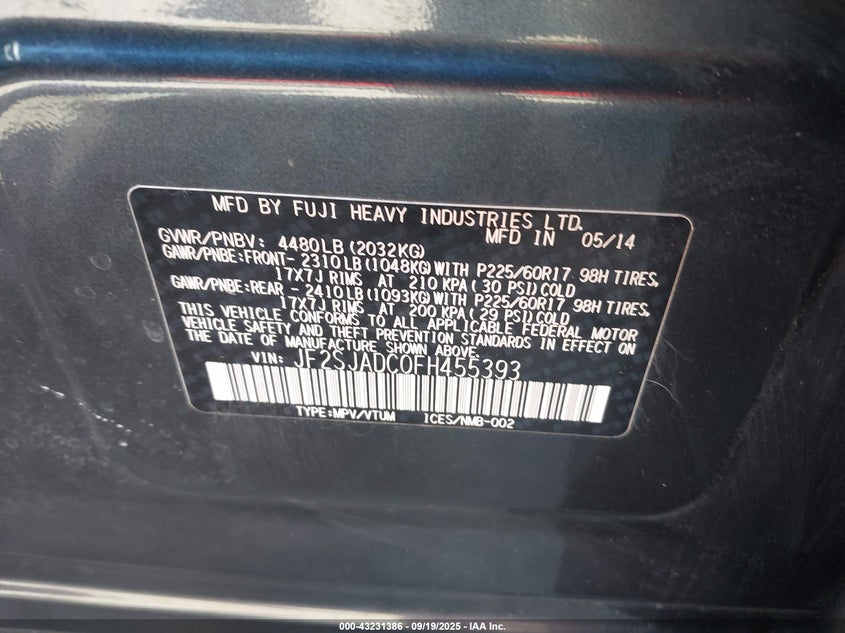 MFD BY FUJI HEAVY INDUSTRIES LTD.
GVWR/PNBV: 4480LB (2032KG) MFD IN 05/14
GAWR/PNBE:FRONT- 2310LB (1048KG) WITH P225/60R17 98H TIRES,
17X7J RIMS AT 210 KPA (30 PSI) COLD
GAWR/PNBE:REAR - 2410LB (1093KG) WITH P225/60R17 98H TIRES,
17X7J RIMS AT 200 KPA (29 PSI) COLD
THIS VEHICLE CONFORMS TO ALL APPLICABLE FEDERAL MOTOR
VEHICLE SAFETY AND THEFT PREVENTION STANDARDS IN EFFECT ON
THE DATE OF MANUFACTURE SHOWN ABOVE.
VIN: JF2SJADC0FH455393
TYPE:MPV/VTUM ICES/NMB-002
000-43231386 - 09/19/2025 - IAA Inc.